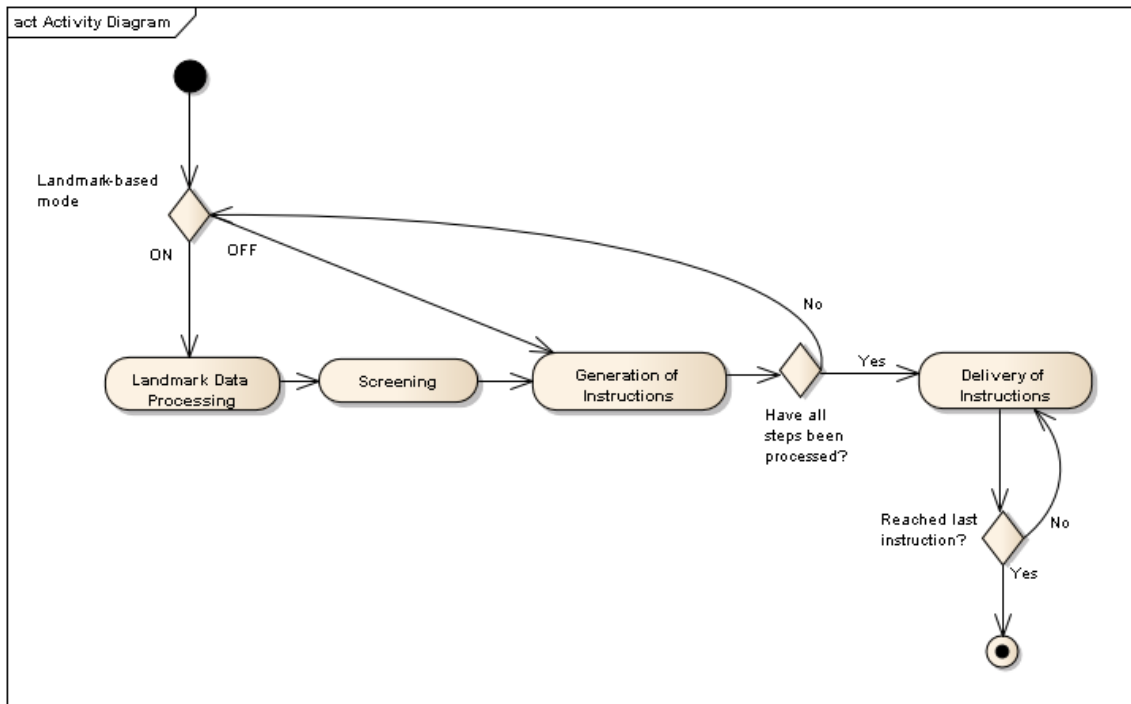 act Activity Diagram
Landmark-based
mode
ON
OFF
No
Landmark Data
Processing
Screening
Generation of
Instructions
Yes
Delivery of
Instructions
Have all
steps been
processed?
Reached last
instruction?
No
Yes